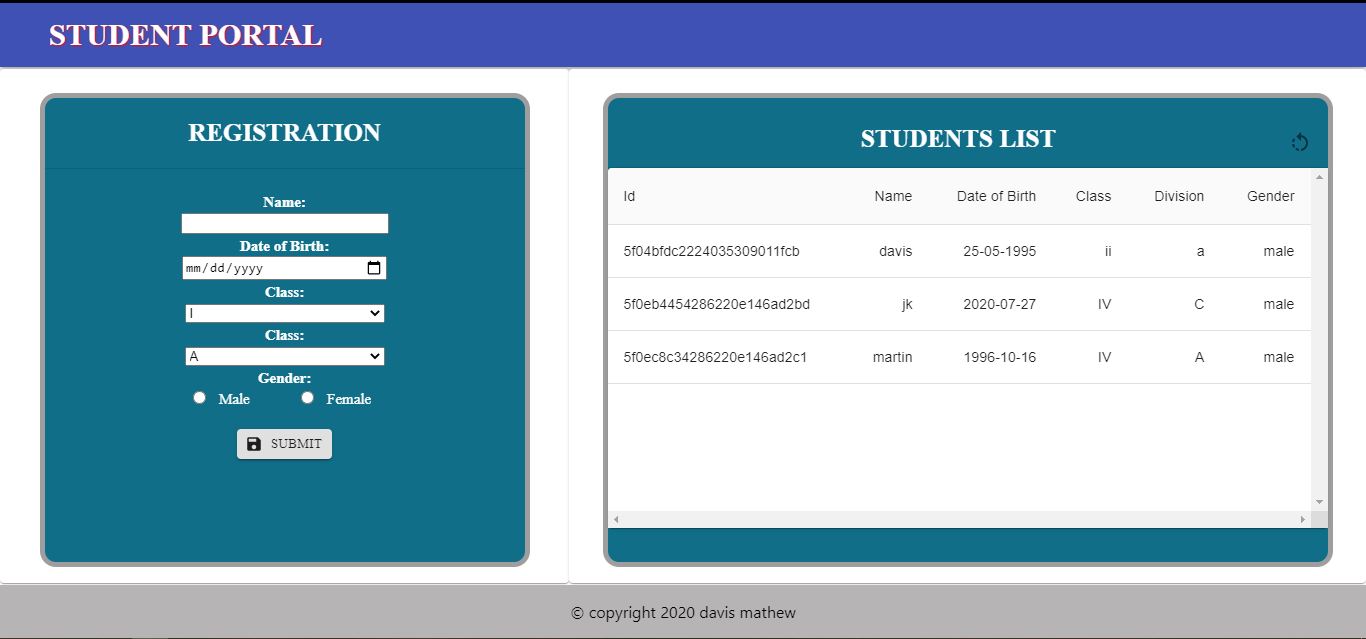 STUDENT PORTAL
REGISTRATION
Name:
Date of Birth:
mm/dd/yyyy
Class:
I
Class:
A
Gender:
Male Female
SUBMIT
STUDENTS LIST
Id Name Date of Birth Class Division Gender
5f04bfdc2224035309011fcb davis 25-05-1995 ii a male
5f0eb4454286220e146ad2bd jk 2020-07-27 IV C male
5f0ec8c34286220e146ad2c1 martin 1996-10-16 IV A male
© copyright 2020 davis mathew